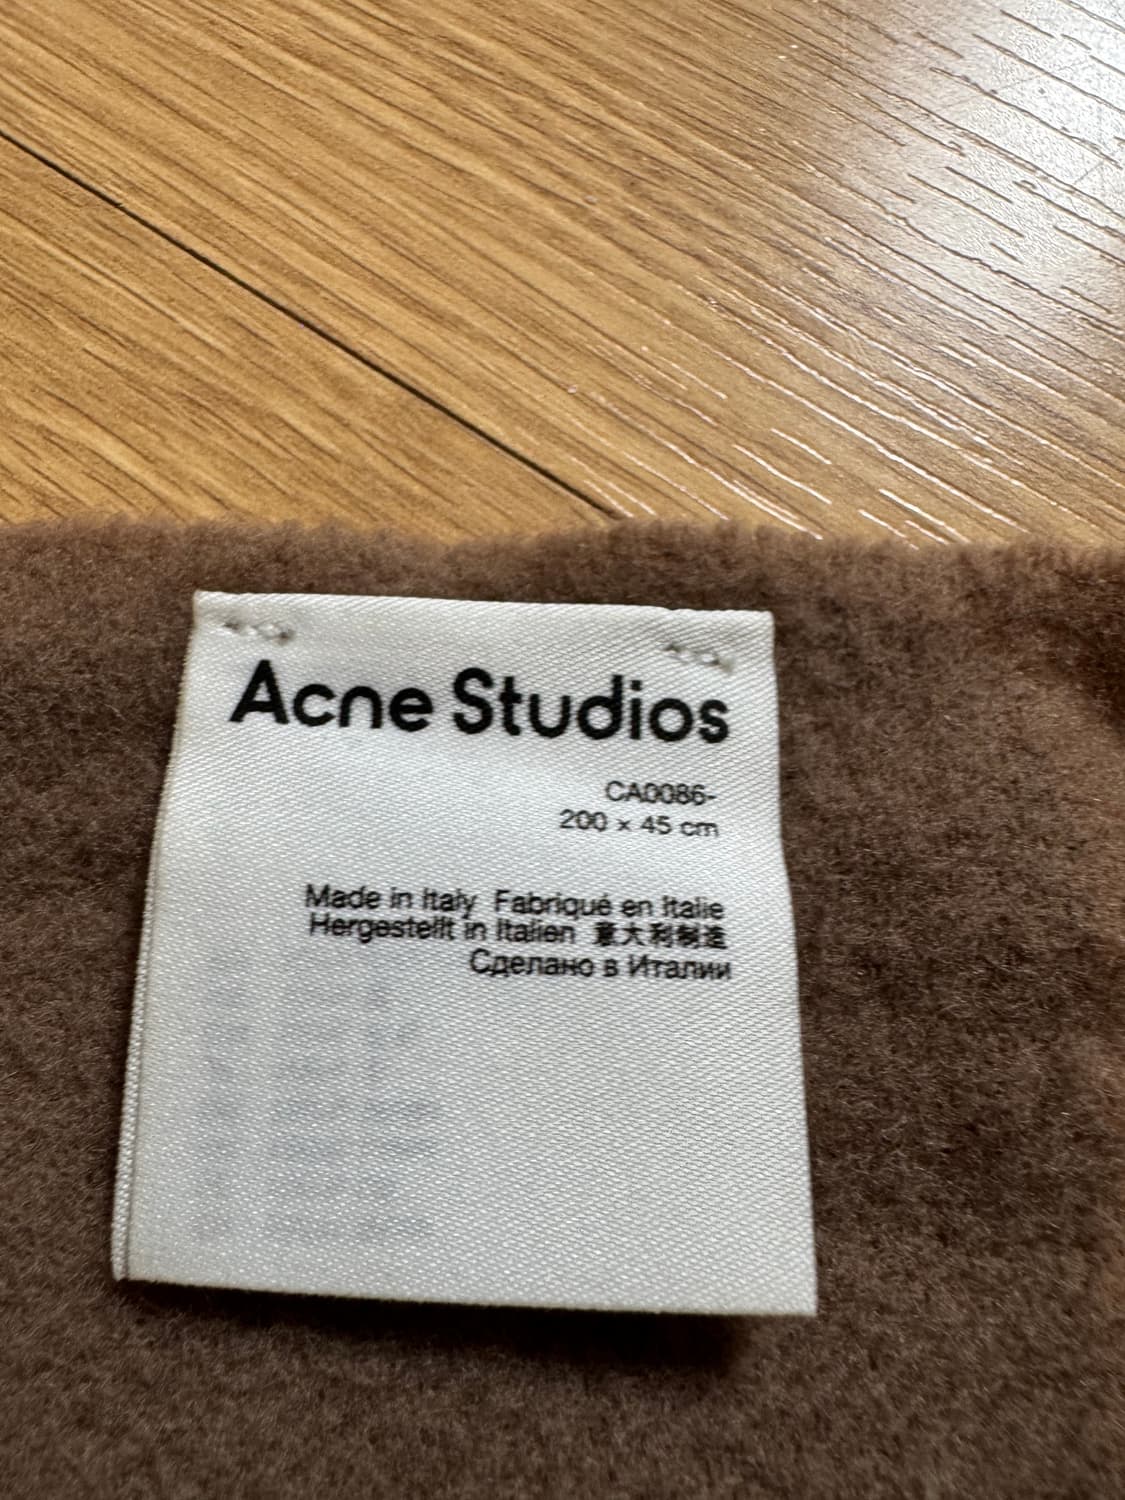 Acne Studios
CA0086-
200 x 45 cm
Made in Italy Fabriqué en Italie
Hergestellt in Italien 意大利制造
Сделано в Италии